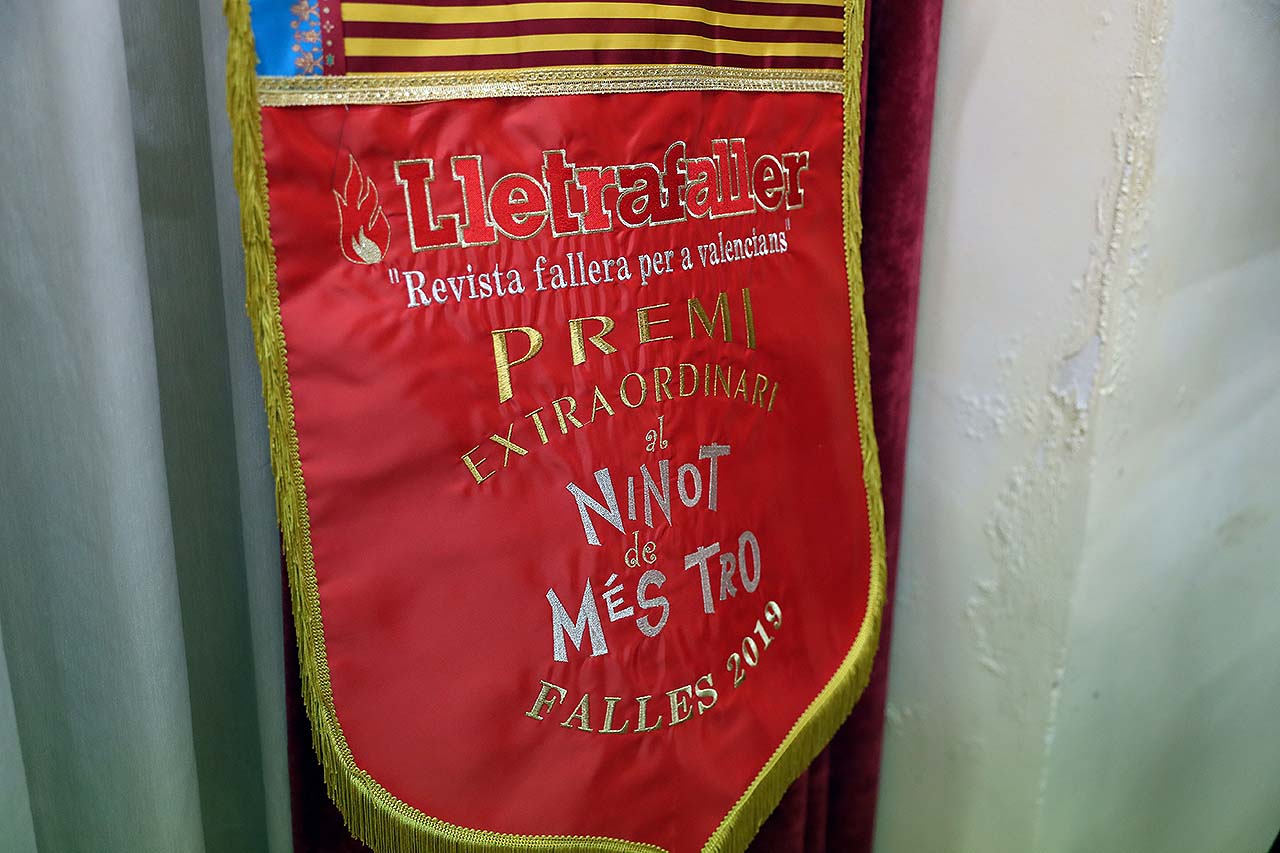 Lletrafaller
"Revista fallera per a valencians"
PREMI
EXTRAORDINARI
al
NINOT
de
MÉS TRO
FALLES 2019